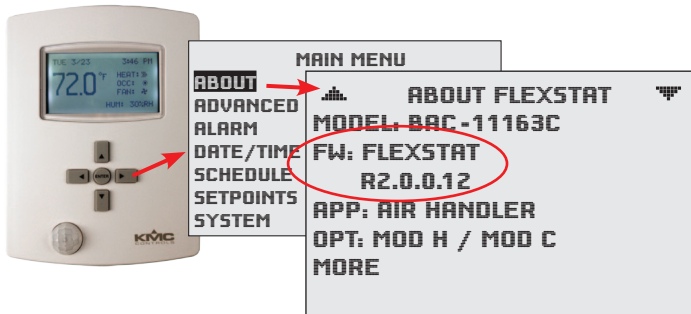 TUE 3/23 3:46 PM
72.0 °F
HEAT:
OCC:
FAN:
HUM: 30%RH
ENTER
KMC
CONTROLS
MAIN MENU
ABOUT
ADVANCED
ALARM
DATE/TIME
SCHEDULE
SETPOINTS
SYSTEM
ABOUT FLEXSTAT
MODEL: BAC-11163C
FW: FLEXSTAT
R2.0.0.12
APP: AIR HANDLER
OPT: MOD H / MOD C
MORE